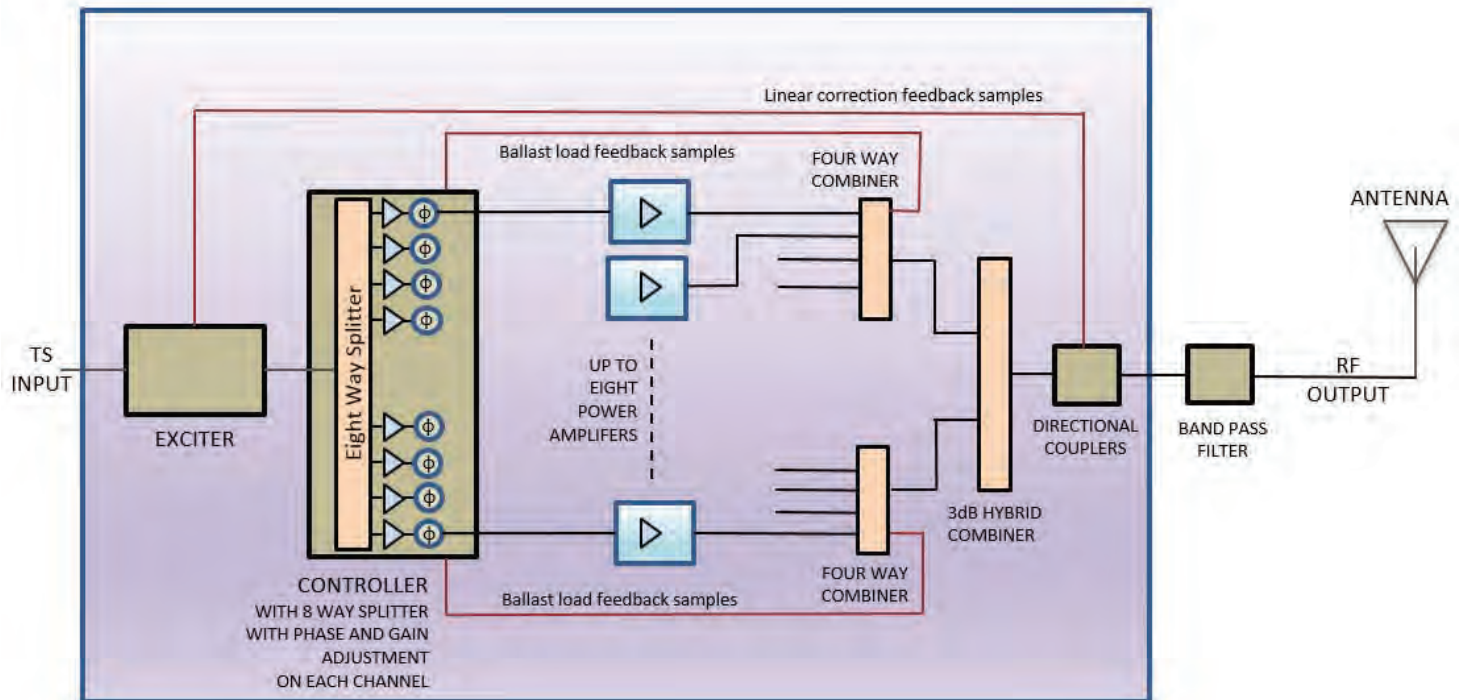 Linear correction feedback samples
Ballast load feedback samples
FOUR WAY
COMBINER
ANTENNA
Φ
Φ
Φ
Φ
Eight Way Splitter
TS
INPUT
EXCITER
UP TO
EIGHT
POWER
AMPLIFERS
RF
OUTPUT
DIRECTIONAL
COUPLERS
BAND PASS
FILTER
Φ
Φ
Φ
Φ
3dB HYBRID
COMBINER
CONTROLLER
WITH 8 WAY SPLITTER
WITH PHASE AND GAIN
ADJUSTMENT
ON EACH CHANNEL
Ballast load feedback samples
FOUR WAY
COMBINER